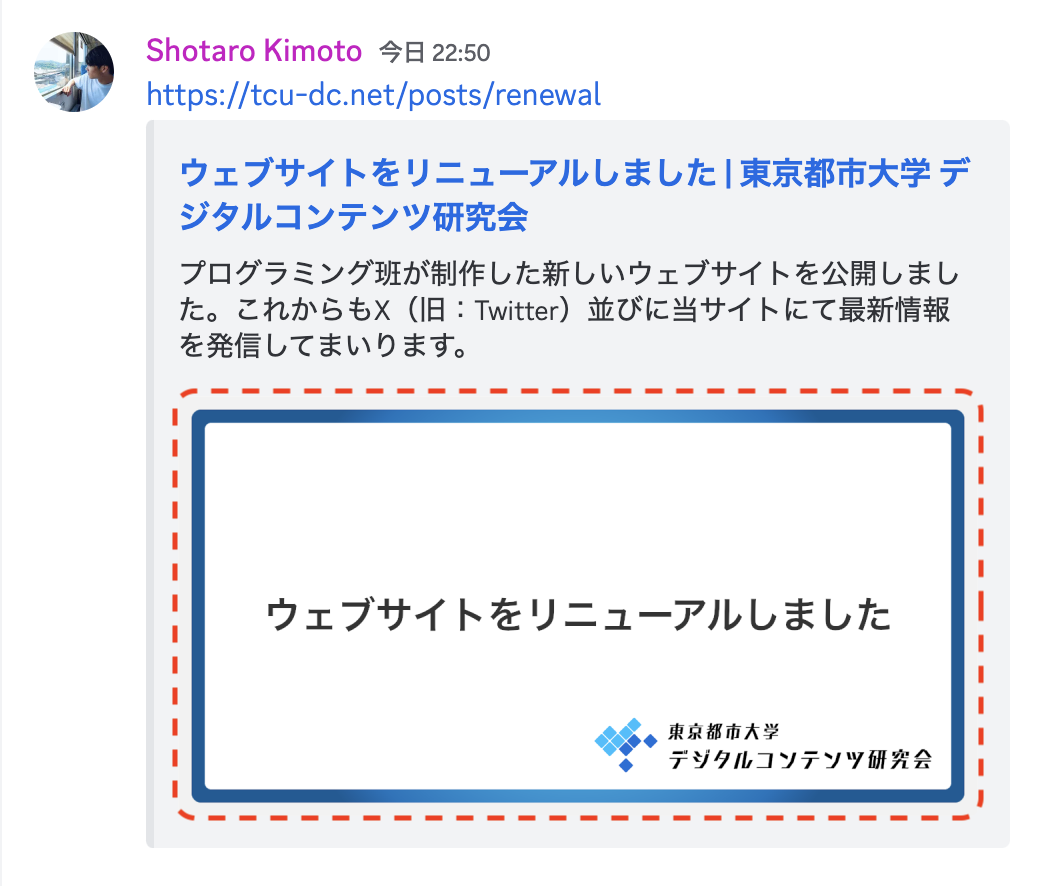 Shotaro Kimoto 今日 22:50
https://tcu-dc.net/posts/renewal
ウェブサイトをリニューアルしました | 東京都市大学 デ
ジタルコンテンツ研究会
プログラミング班が制作した新しいウェブサイトを公開しまし
た。これからもX（旧：Twitter）並びに当サイトにて最新情報
を発信してまいります。
ウェブサイトをリニューアルしました
東京都市大学
デジタルコンテンツ研究会